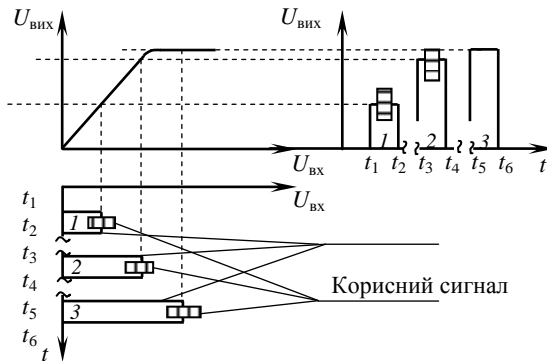 Uвих
Uвих
1
2
3
Uвх
t1 t2 t3 t4 t5 t6 t
Uвх
t1
t2
1
t3
t4
2
t5
t6
3
t
Корисний сигнал